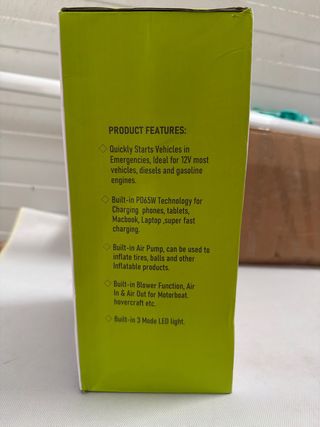 PRODUCT FEATURES:
◇ Quickly Starts Vehicles in
Emergencies, Ideal for 12V most
vehicles, diesels and gasoline
engines.
◇ Built-in PD65W Technology for
Charging phones, tablets,
Macbook, Laptop ,super fast
charging.
◇ Built-in Air Pump, can be used to
inflate tires, balls and other
Inflatable products.
◇ Built-in Blower Function, Air
In & Air Out for Motorboat.
hovercraft etc.
◇ Built-in 3 Mode LED light.